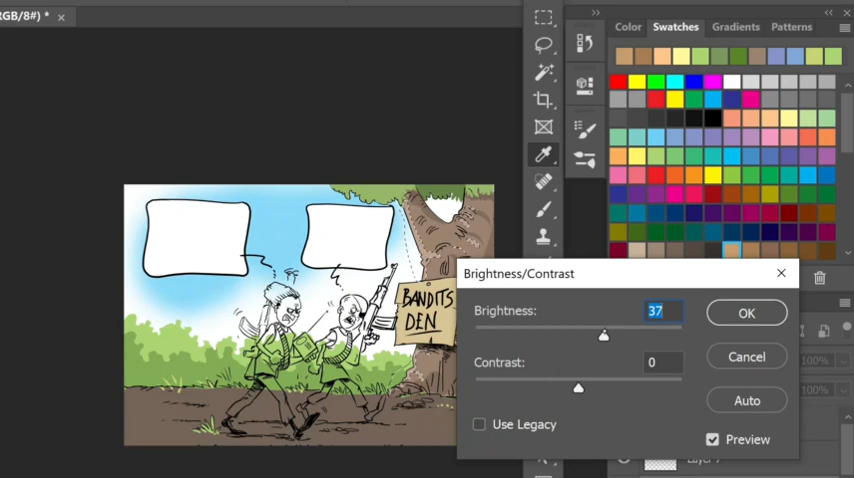 RGB/8#) *
Color Swatches Gradients Patterns
BANDITS
DEN
Brightness/Contrast
Brightness: 37
OK
Contrast: 0
Cancel
Auto
Use Legacy
Preview
100%
100%